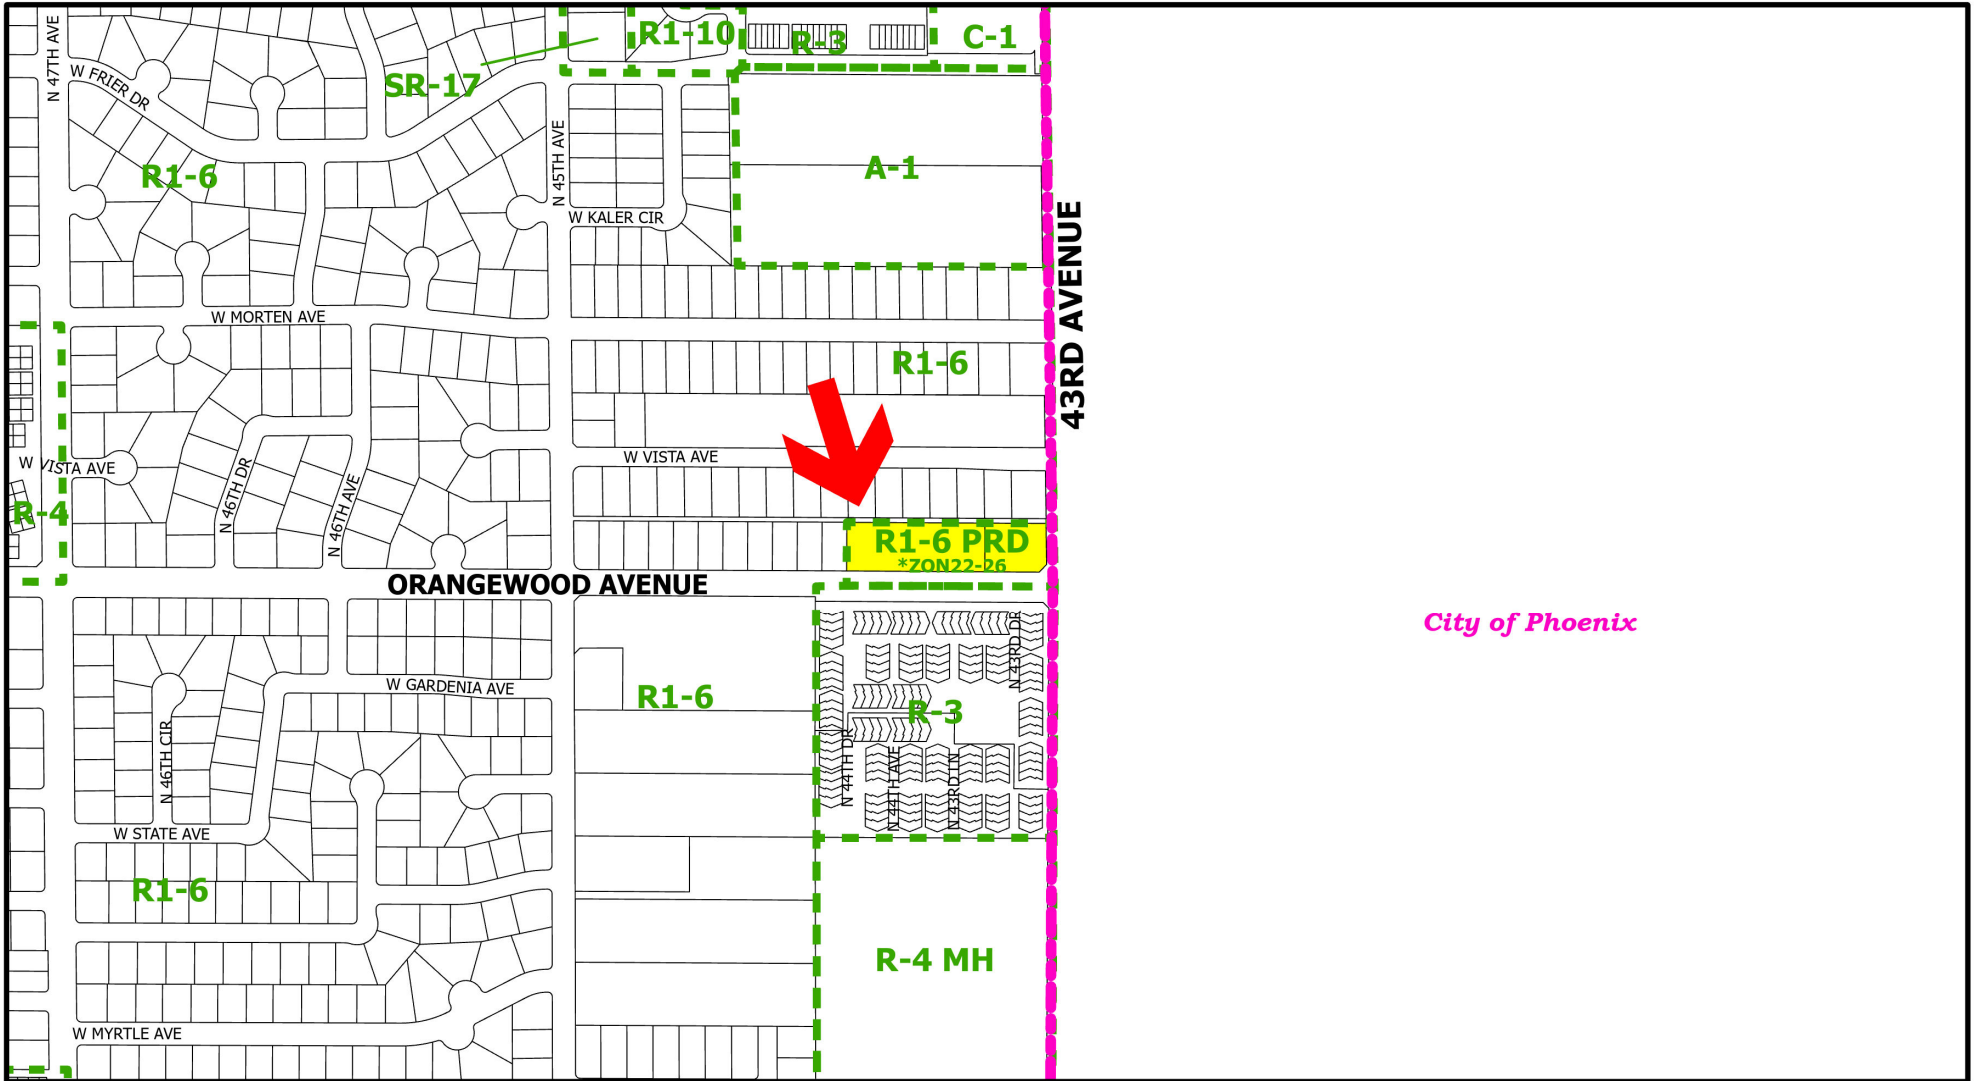 N 47TH AVE
W FRIER DR
SR-17
R1-10
R-3
C-1
R1-6
N 45TH AVE
A-1
W KALER CIR
43RD AVENUE
W MORTEN AVE
R1-6
W VISTA AVE
W VISTA AVE
N 46TH DR
N 46TH AVE
R-4
R1-6 PRD
*ZON22-26
ORANGEWOOD AVENUE
City of Phoenix
N 43RD DR
W GARDENIA AVE
R1-6
R-3
N 46TH CIR
N 44TH DR
N 44TH AVE
N 43RD LN
W STATE AVE
R1-6
R-4 MH
W MYRTLE AVE